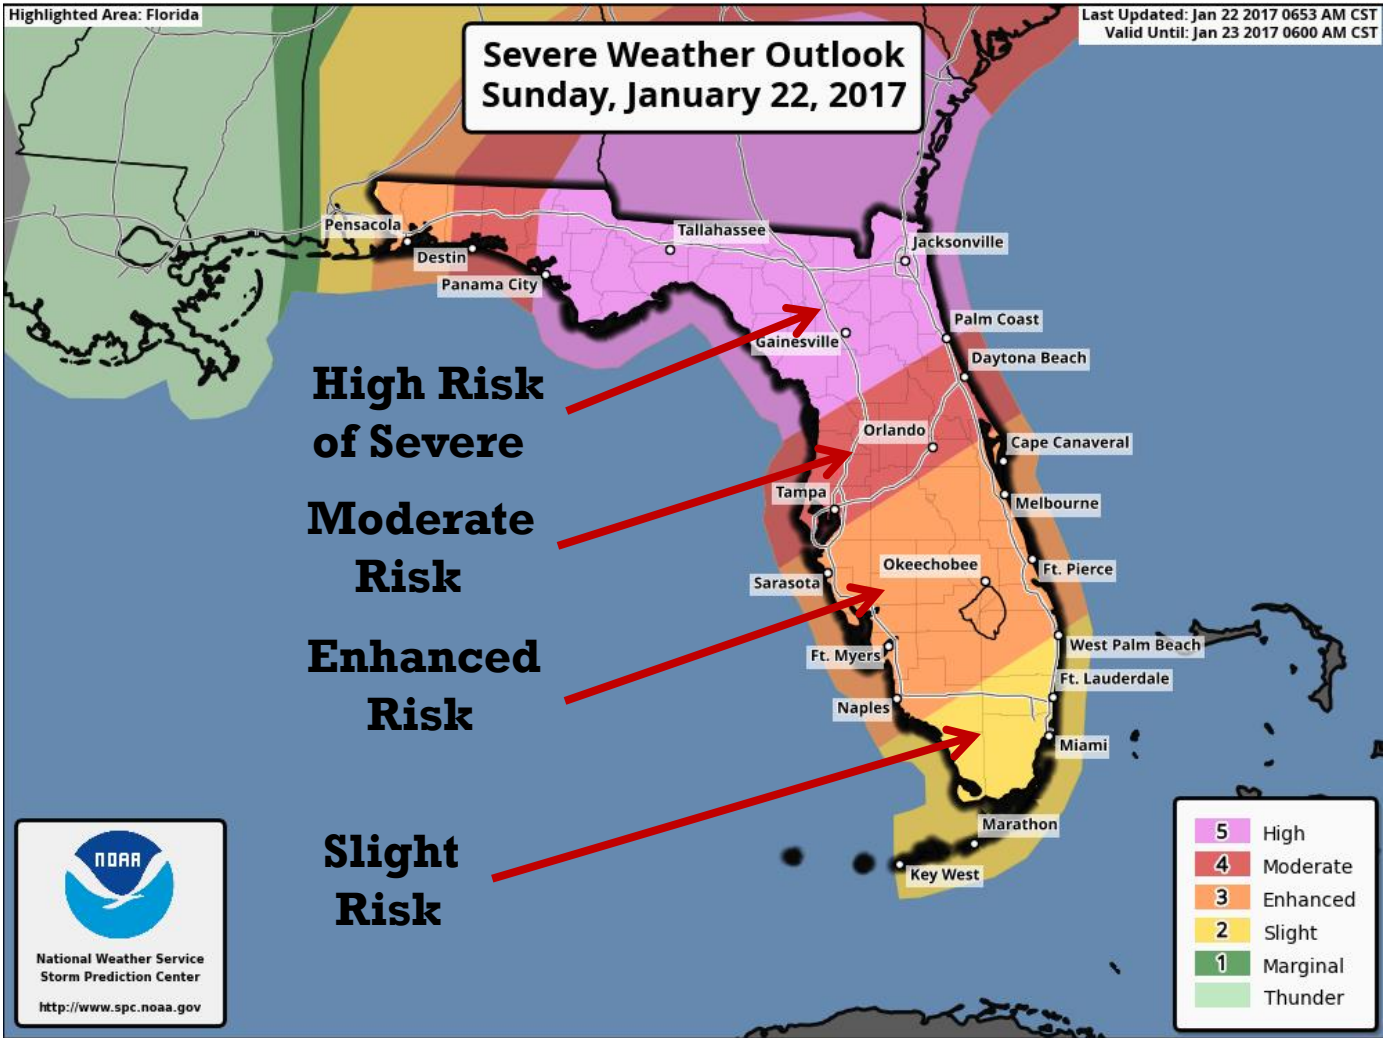 Highlighted Area: Florida
Last Updated: Jan 22 2017 0653 AM CST
Valid Until: Jan 23 2017 0600 AM CST
Severe Weather Outlook
Sunday, January 22, 2017
Pensacola
Destin
Panama City
Tallahassee
Jacksonville
Palm Coast
Gainesville
Daytona Beach
High Risk
of Severe
Orlando
Cape Canaveral
Tampa
Melbourne
Moderate
Risk
Okeechobee
Ft. Pierce
Sarasota
Enhanced
Risk
Ft. Myers
West Palm Beach
Ft. Lauderdale
Naples
Miami
Slight
Risk
Marathon
Key West
NOAA
National Weather Service
Storm Prediction Center
http://www.spc.noaa.gov
5 High
4 Moderate
3 Enhanced
2 Slight
1 Marginal
Thunder